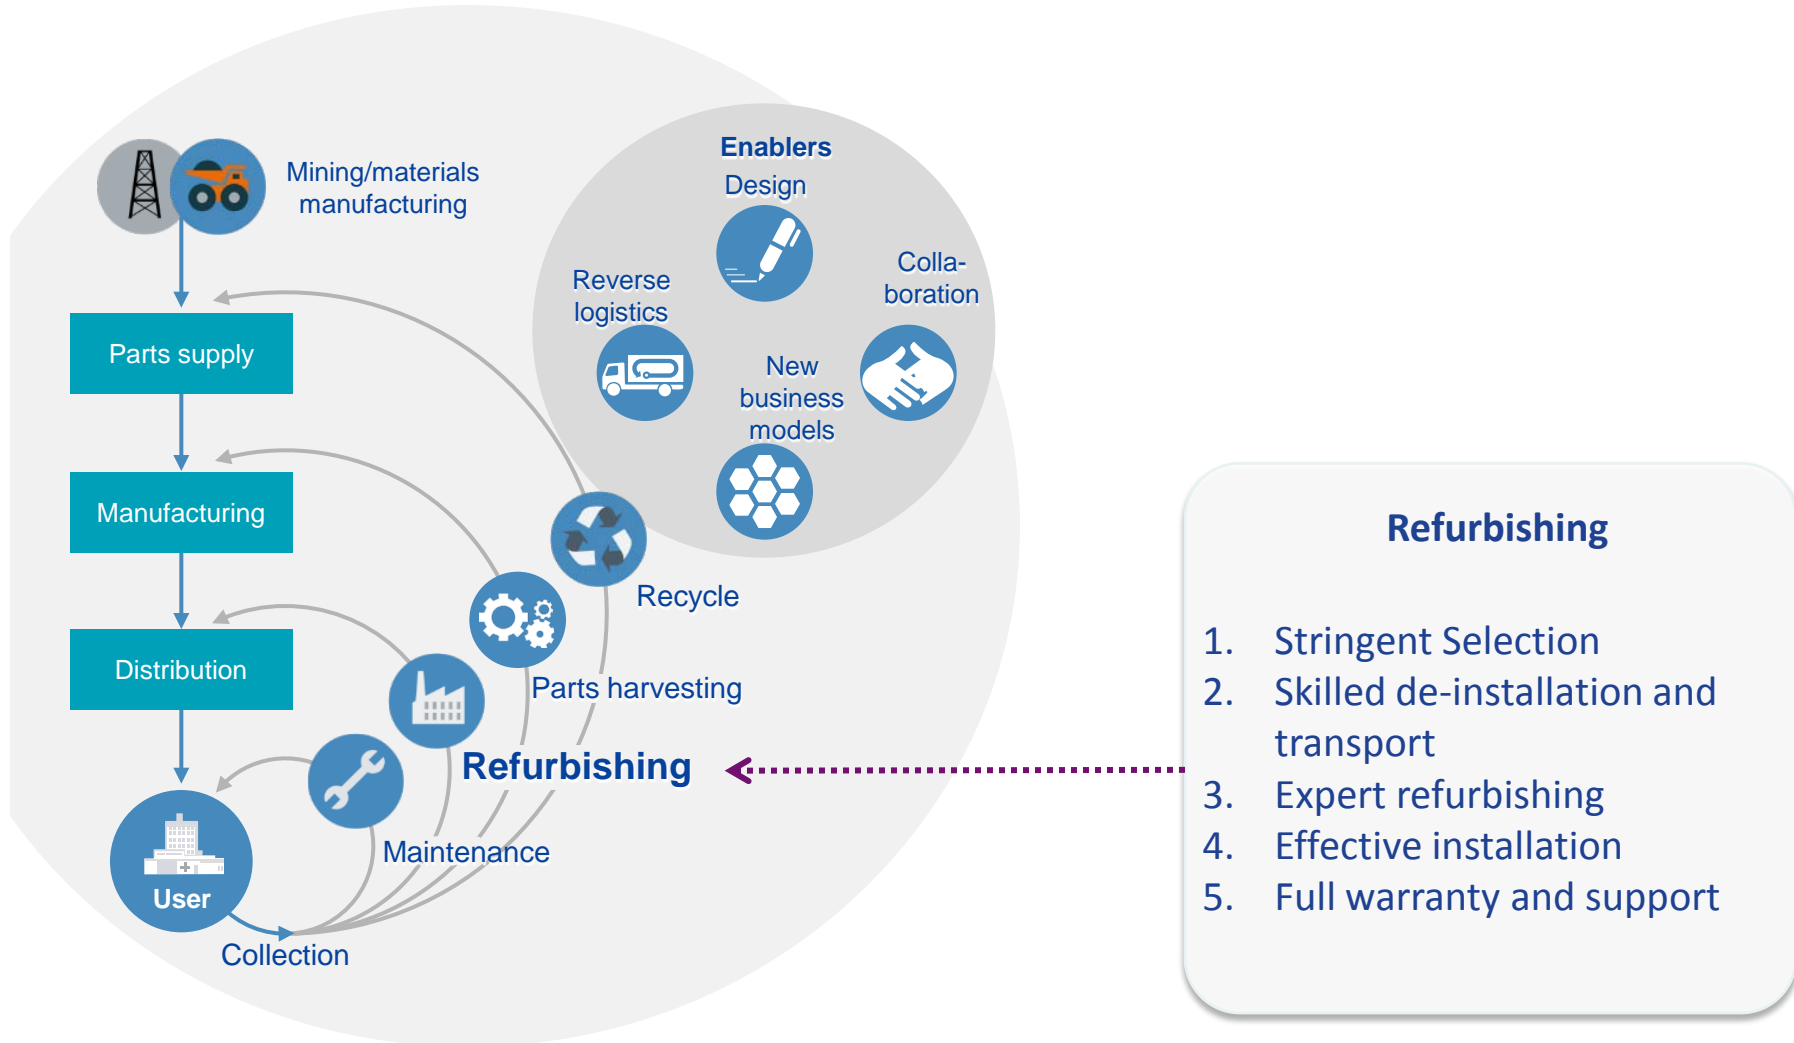 Mining/materials
manufacturing
Parts supply
Manufacturing
Distribution
User
Collection
Maintenance
Refurbishing
Parts harvesting
Recycle
Enablers
Design
Reverse
logistics
Colla-
boration
New
business
models
Refurbishing
1. Stringent Selection
2. Skilled de-installation and
transport
3. Expert refurbishing
4. Effective installation
5. Full warranty and support